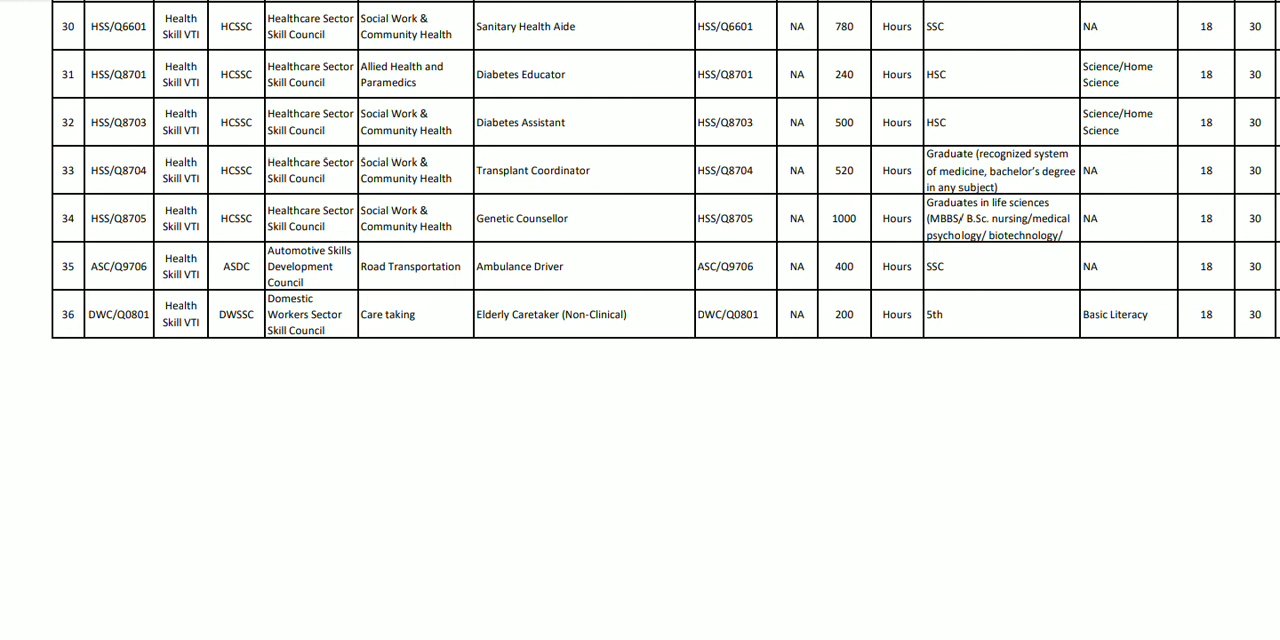 30 HSS/Q6601 Health Skill VTI HCSSC Healthcare Sector Skill Council Social Work & Community Health Sanitary Health Aide HSS/Q6601 NA 780 Hours SSC NA 18 30
31 HSS/Q8701 Health Skill VTI HCSSC Healthcare Sector Skill Council Allied Health and Paramedics Diabetes Educator HSS/Q8701 NA 240 Hours HSC Science/Home Science 18 30
32 HSS/Q8703 Health Skill VTI HCSSC Healthcare Sector Skill Council Social Work & Community Health Diabetes Assistant HSS/Q8703 NA 500 Hours HSC Science/Home Science 18 30
33 HSS/Q8704 Health Skill VTI HCSSC Healthcare Sector Skill Council Social Work & Community Health Transplant Coordinator HSS/Q8704 NA 520 Hours Graduate (recognized system of medicine, bachelor's degree in any subject) NA 18 30
34 HSS/Q8705 Health Skill VTI HCSSC Healthcare Sector Skill Council Social Work & Community Health Genetic Counsellor HSS/Q8705 NA 1000 Hours Graduates in life sciences (MBBS/ B.Sc. nursing/medical psychology/ biotechnology/ NA 18 30
35 ASC/Q9706 Health Skill VTI ASDC Automotive Skills Development Council Road Transportation Ambulance Driver ASC/Q9706 NA 400 Hours SSC NA 18 30
36 DWC/Q0801 Health Skill VTI DWSSC Domestic Workers Sector Skill Council Care taking Elderly Caretaker (Non-Clinical) DWC/Q0801 NA 200 Hours 5th Basic Literacy 18 30